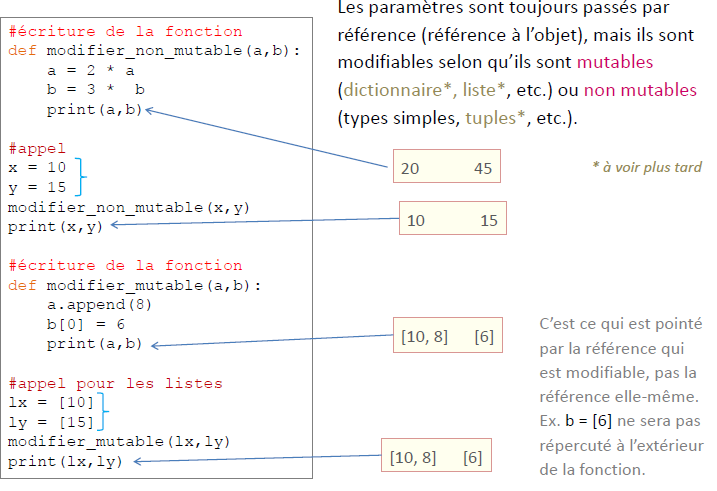 #écriture de la fonction
def modifier_non_mutable(a,b):
    a = 2 *  a
    b = 3 *  b
    print(a,b)
#appel
x = 10
y = 15
modifier_non_mutable(x,y)
print(x,y)
#écriture de la fonction
def modifier_mutable(a,b):
    a.append(8)
    b[0] = 6
    print(a,b)
#appel pour les listes
lx = [10]
ly = [15]
modifier_mutable(lx,ly)
print(lx,ly)
Les paramètres sont toujours passés par
référence (référence à l'objet), mais ils sont
modifiables selon qu'ils sont mutables
(dictionnaire*, liste*, etc.) ou non mutables
(types simples, tuples*, etc.).
20 45
* à voir plus tard
10 15
[10, 8] [6]
C'est ce qui est pointé
par la référence qui
est modifiable, pas la
référence elle-même.
Ex. b = [6] ne sera pas
répercuté à l'extérieur
de la fonction.
[10, 8] [6]